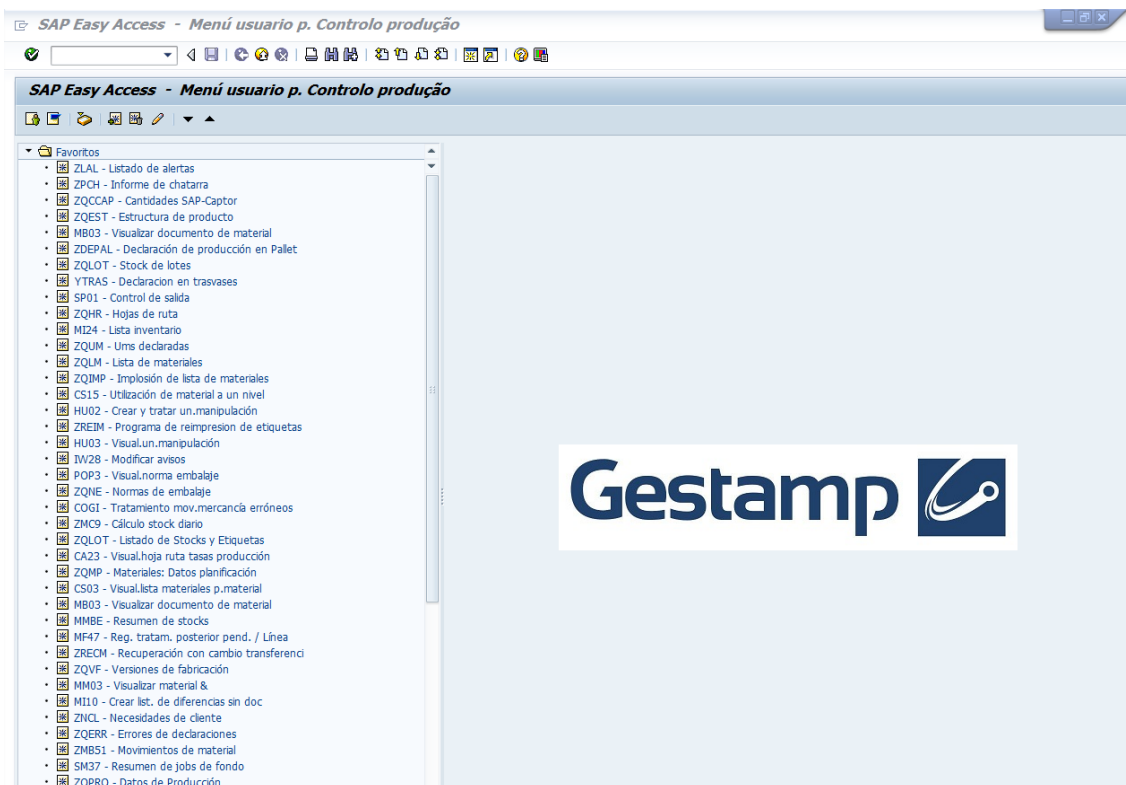 SAP Easy Access - Menú usuario p. Controlo produção
SAP Easy Access - Menú usuario p. Controlo produção
Favoritos
ZLAL - Listado de alertas
ZPCH - Informe de chatarra
ZQCCAP - Cantidades SAP-Captor
ZQEST - Estructura de producto
MB03 - Visualizar documento de material
ZDEPAL - Declaración de producción en Pallet
ZQLOT - Stock de lotes
YTRAS - Declaracion en trasvases
SP01 - Control de salida
ZQHR - Hojas de ruta
MI24 - Lista inventario
ZQUM - Ums declaradas
ZQLM - Lista de materiales
ZQIMP - Implosión de lista de materiales
CS15 - Utilización de material a un nivel
HU02 - Crear y tratar un.manipulación
ZREIM - Programa de reimpresion de etiquetas
HU03 - Visual.un.manipulación
IW28 - Modificar avisos
POP3 - Visual.norma embalaje
ZQNE - Normas de embalaje
COGI - Tratamiento mov.mercancía erróneos
ZMC9 - Cálculo stock diario
ZQLOT - Listado de Stocks y Etiquetas
CA23 - Visual.hoja ruta tasas producción
ZQMP - Materiales: Datos planificación
CS03 - Visual.lista materiales p.material
MB03 - Visualizar documento de material
MMBE - Resumen de stocks
MF47 - Reg. tratam. posterior pend. / Línea
ZRECM - Recuperación con cambio transferenci
ZQVF - Versiones de fabricación
MM03 - Visualizar material &
MI10 - Crear list. de diferencias sin doc
ZNCL - Necesidades de cliente
ZQERR - Errores de declaraciones
ZMB51 - Movimientos de material
SM37 - Resumen de jobs de fondo
ZQPRO - Datos de Producción
Gestamp